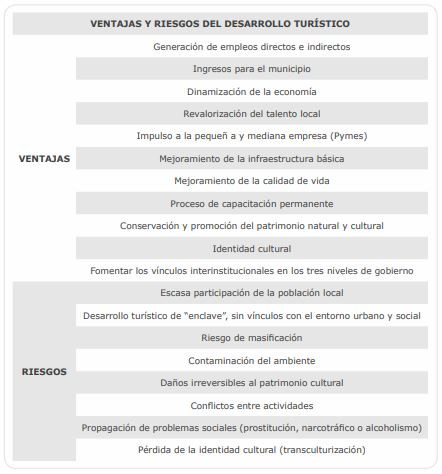 VENTAJAS Y RIESGOS DEL DESARROLLO TURÍSTICO
VENTAJAS
Generación de empleos directos e indirectos
Ingresos para el municipio
Dinamización de la economía
Revalorización del talento local
Impulso a la pequeñ a y mediana empresa (Pymes)
Mejoramiento de la infraestructura básica
Mejoramiento de la calidad de vida
Proceso de capacitación permanente
Conservación y promoción del patrimonio natural y cultural
Identidad cultural
Fomentar los vínculos interinstitucionales en los tres niveles de gobierno
RIESGOS
Escasa participación de la población local
Desarrollo turístico de “enclave”, sin vínculos con el entorno urbano y social
Riesgo de masificación
Contaminación del ambiente
Daños irreversibles al patrimonio cultural
Conflictos entre actividades
Propagación de problemas sociales (prostitución, narcotráfico o alcoholismo)
Pérdida de la identidad cultural (transculturización)